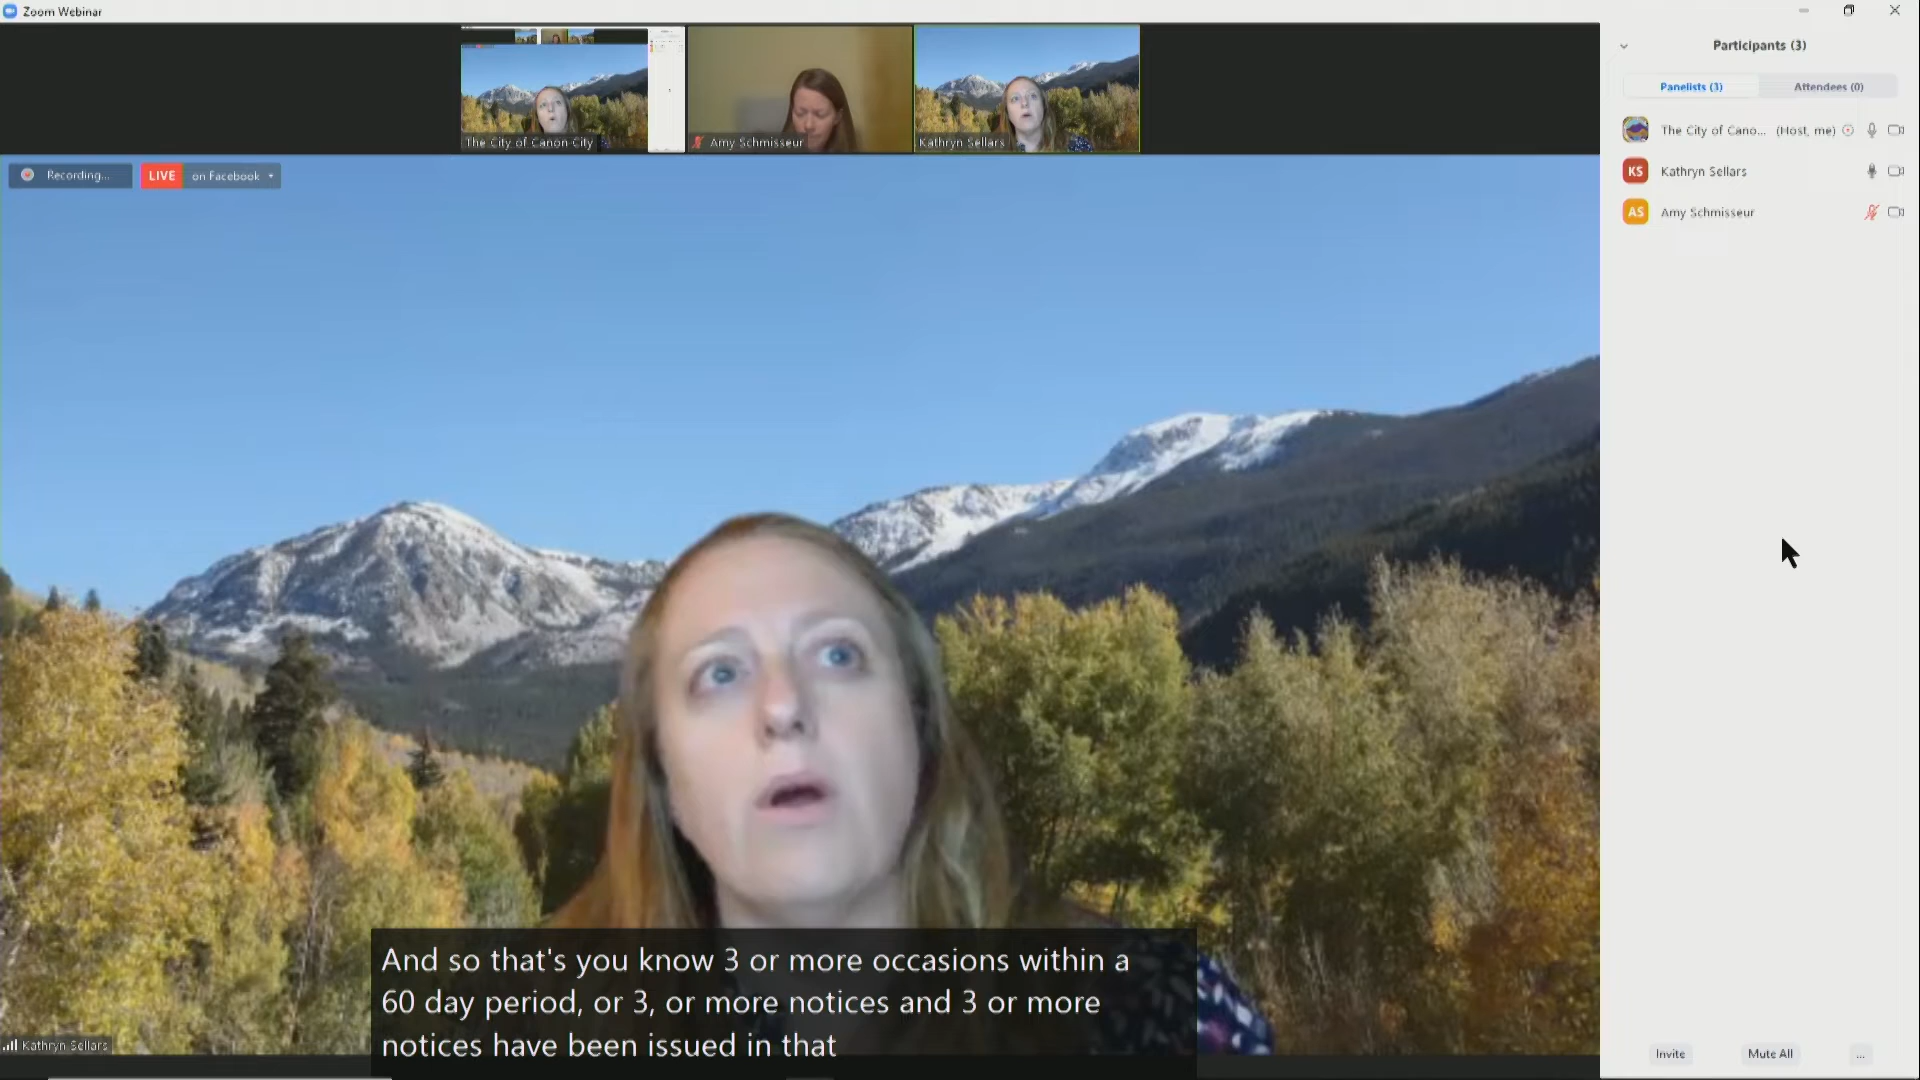 Zoom Webinar
The City of Canon City
Amy Schmisseur
Kathryn Sellars
Participants (3)
Panelists (3)
Attendees (0)
The City of Cano... (Host, me)
KS Kathryn Sellars
AS Amy Schmisseur
Recording...
LIVE on Facebook
And so that's you know 3 or more occasions within a
60 day period, or 3, or more notices and 3 or more
notices have been issued in that
Kathryn Sellars
Invite
Mute All
...